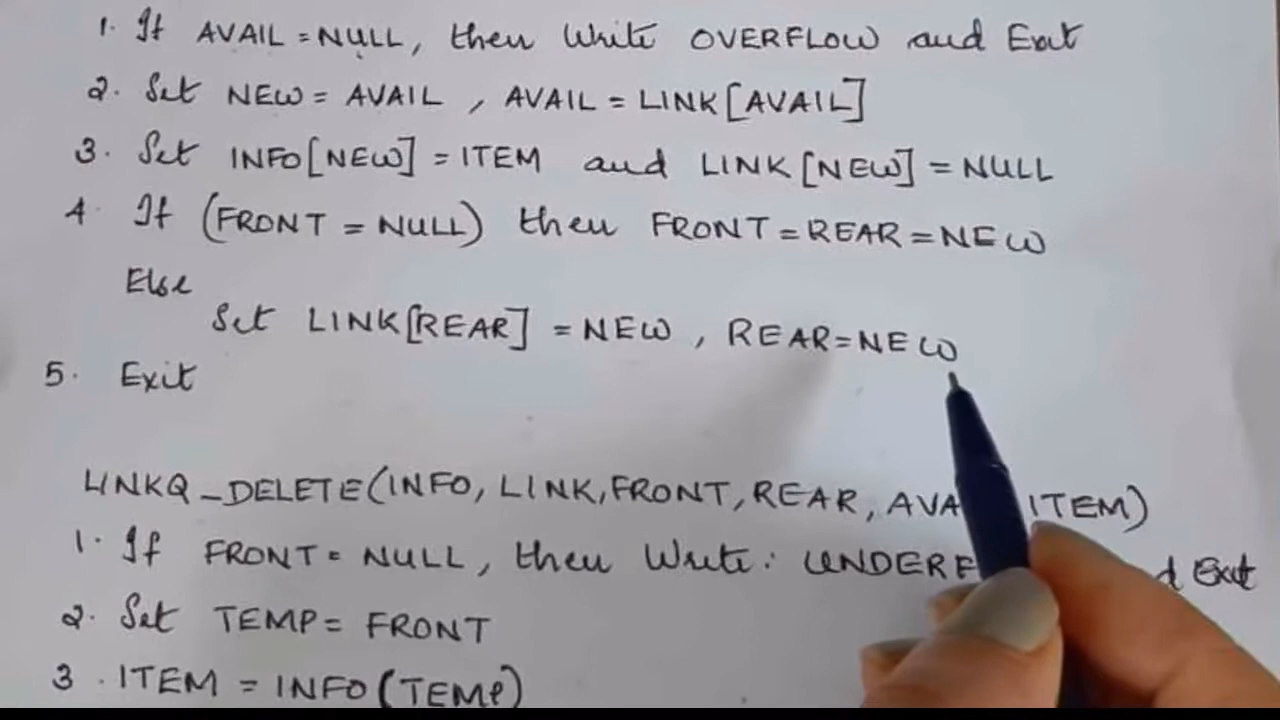 1. If AVAIL = NULL, then Write OVERFLOW and Exit
2. Set NEW = AVAIL , AVAIL = LINK[AVAIL]
3. Set INFO[NEW] = ITEM and LINK[NEW] = NULL
4. If (FRONT = NULL) then FRONT = REAR = NEW
Else
Set LINK[REAR] = NEW , REAR = NEW
5. Exit
LINKQ_DELETE(INFO, LINK, FRONT, REAR, ITEM)
1. If FRONT = NULL, then Write: Exit
2. Set TEMP = FRONT
3. ITEM = INFO(TEMP)